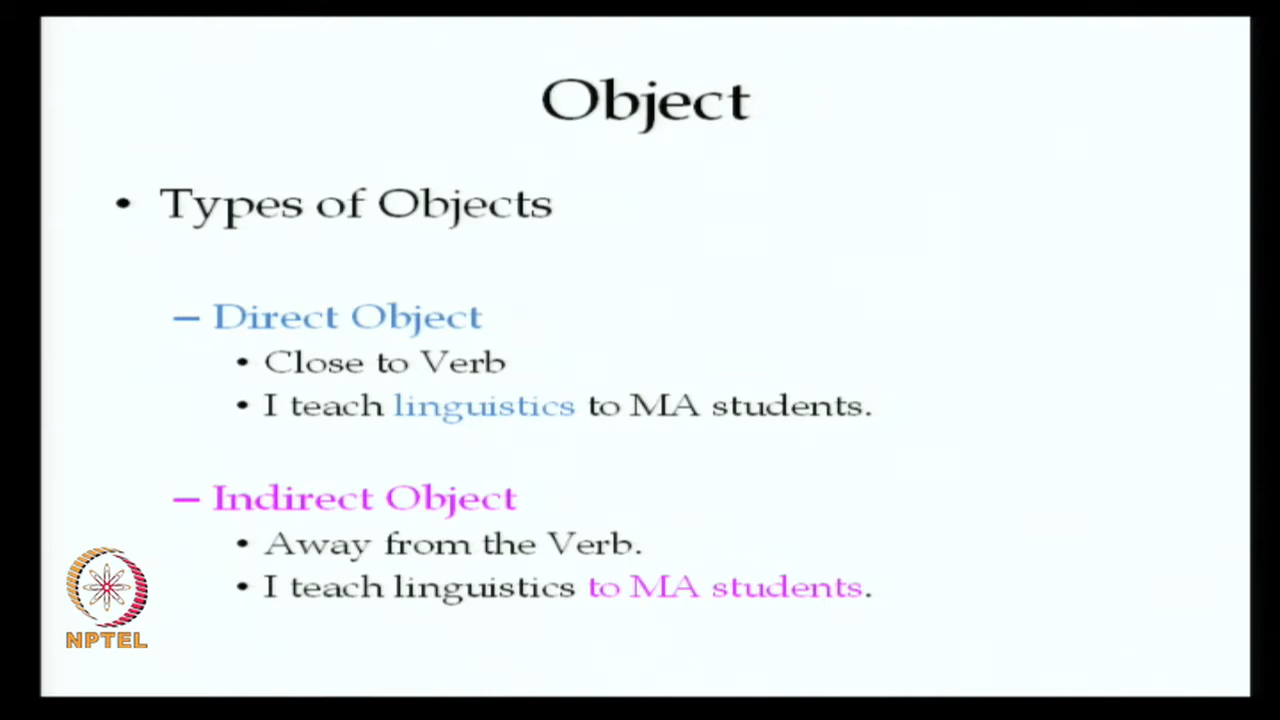 Object
• Types of Objects
– Direct Object
• Close to Verb
• I teach linguistics to MA students.
– Indirect Object
• Away from the Verb.
• I teach linguistics to MA students.
NPTEL